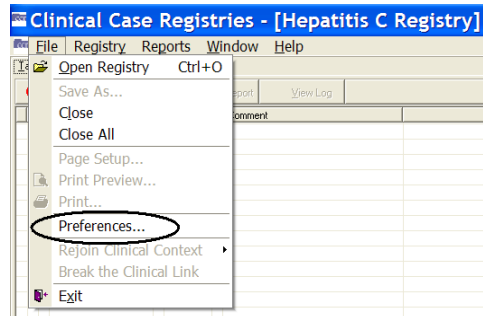 Clinical Case Registries - [Hepatitis C Registry]
File Registry Reports Window Help
Open Registry Ctrl+O
Save As...
View Log
Close
Comment
Close All
Page Setup...
Print Preview...
Print...
Preferences...
Rejoin Clinical Context
Break the Clinical Link
Exit